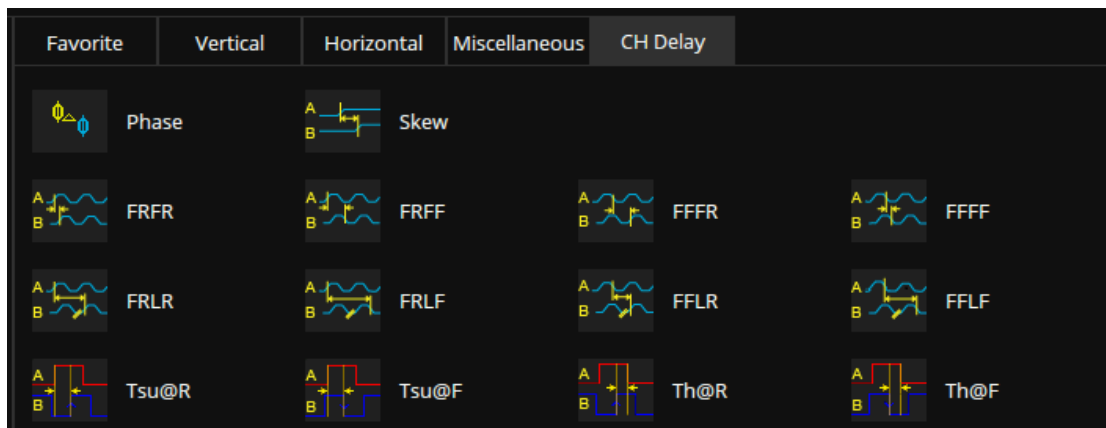 Favorite Vertical Horizontal Miscellaneous CH Delay
Φ Φ Phase A B Skew
A B FRFR A B FRFF A B FFFR A B FFFF
A B FRLR A B FRLF A B FFLR A B FFLF
A B Tsu@R A B Tsu@F A B Th@R A B Th@F